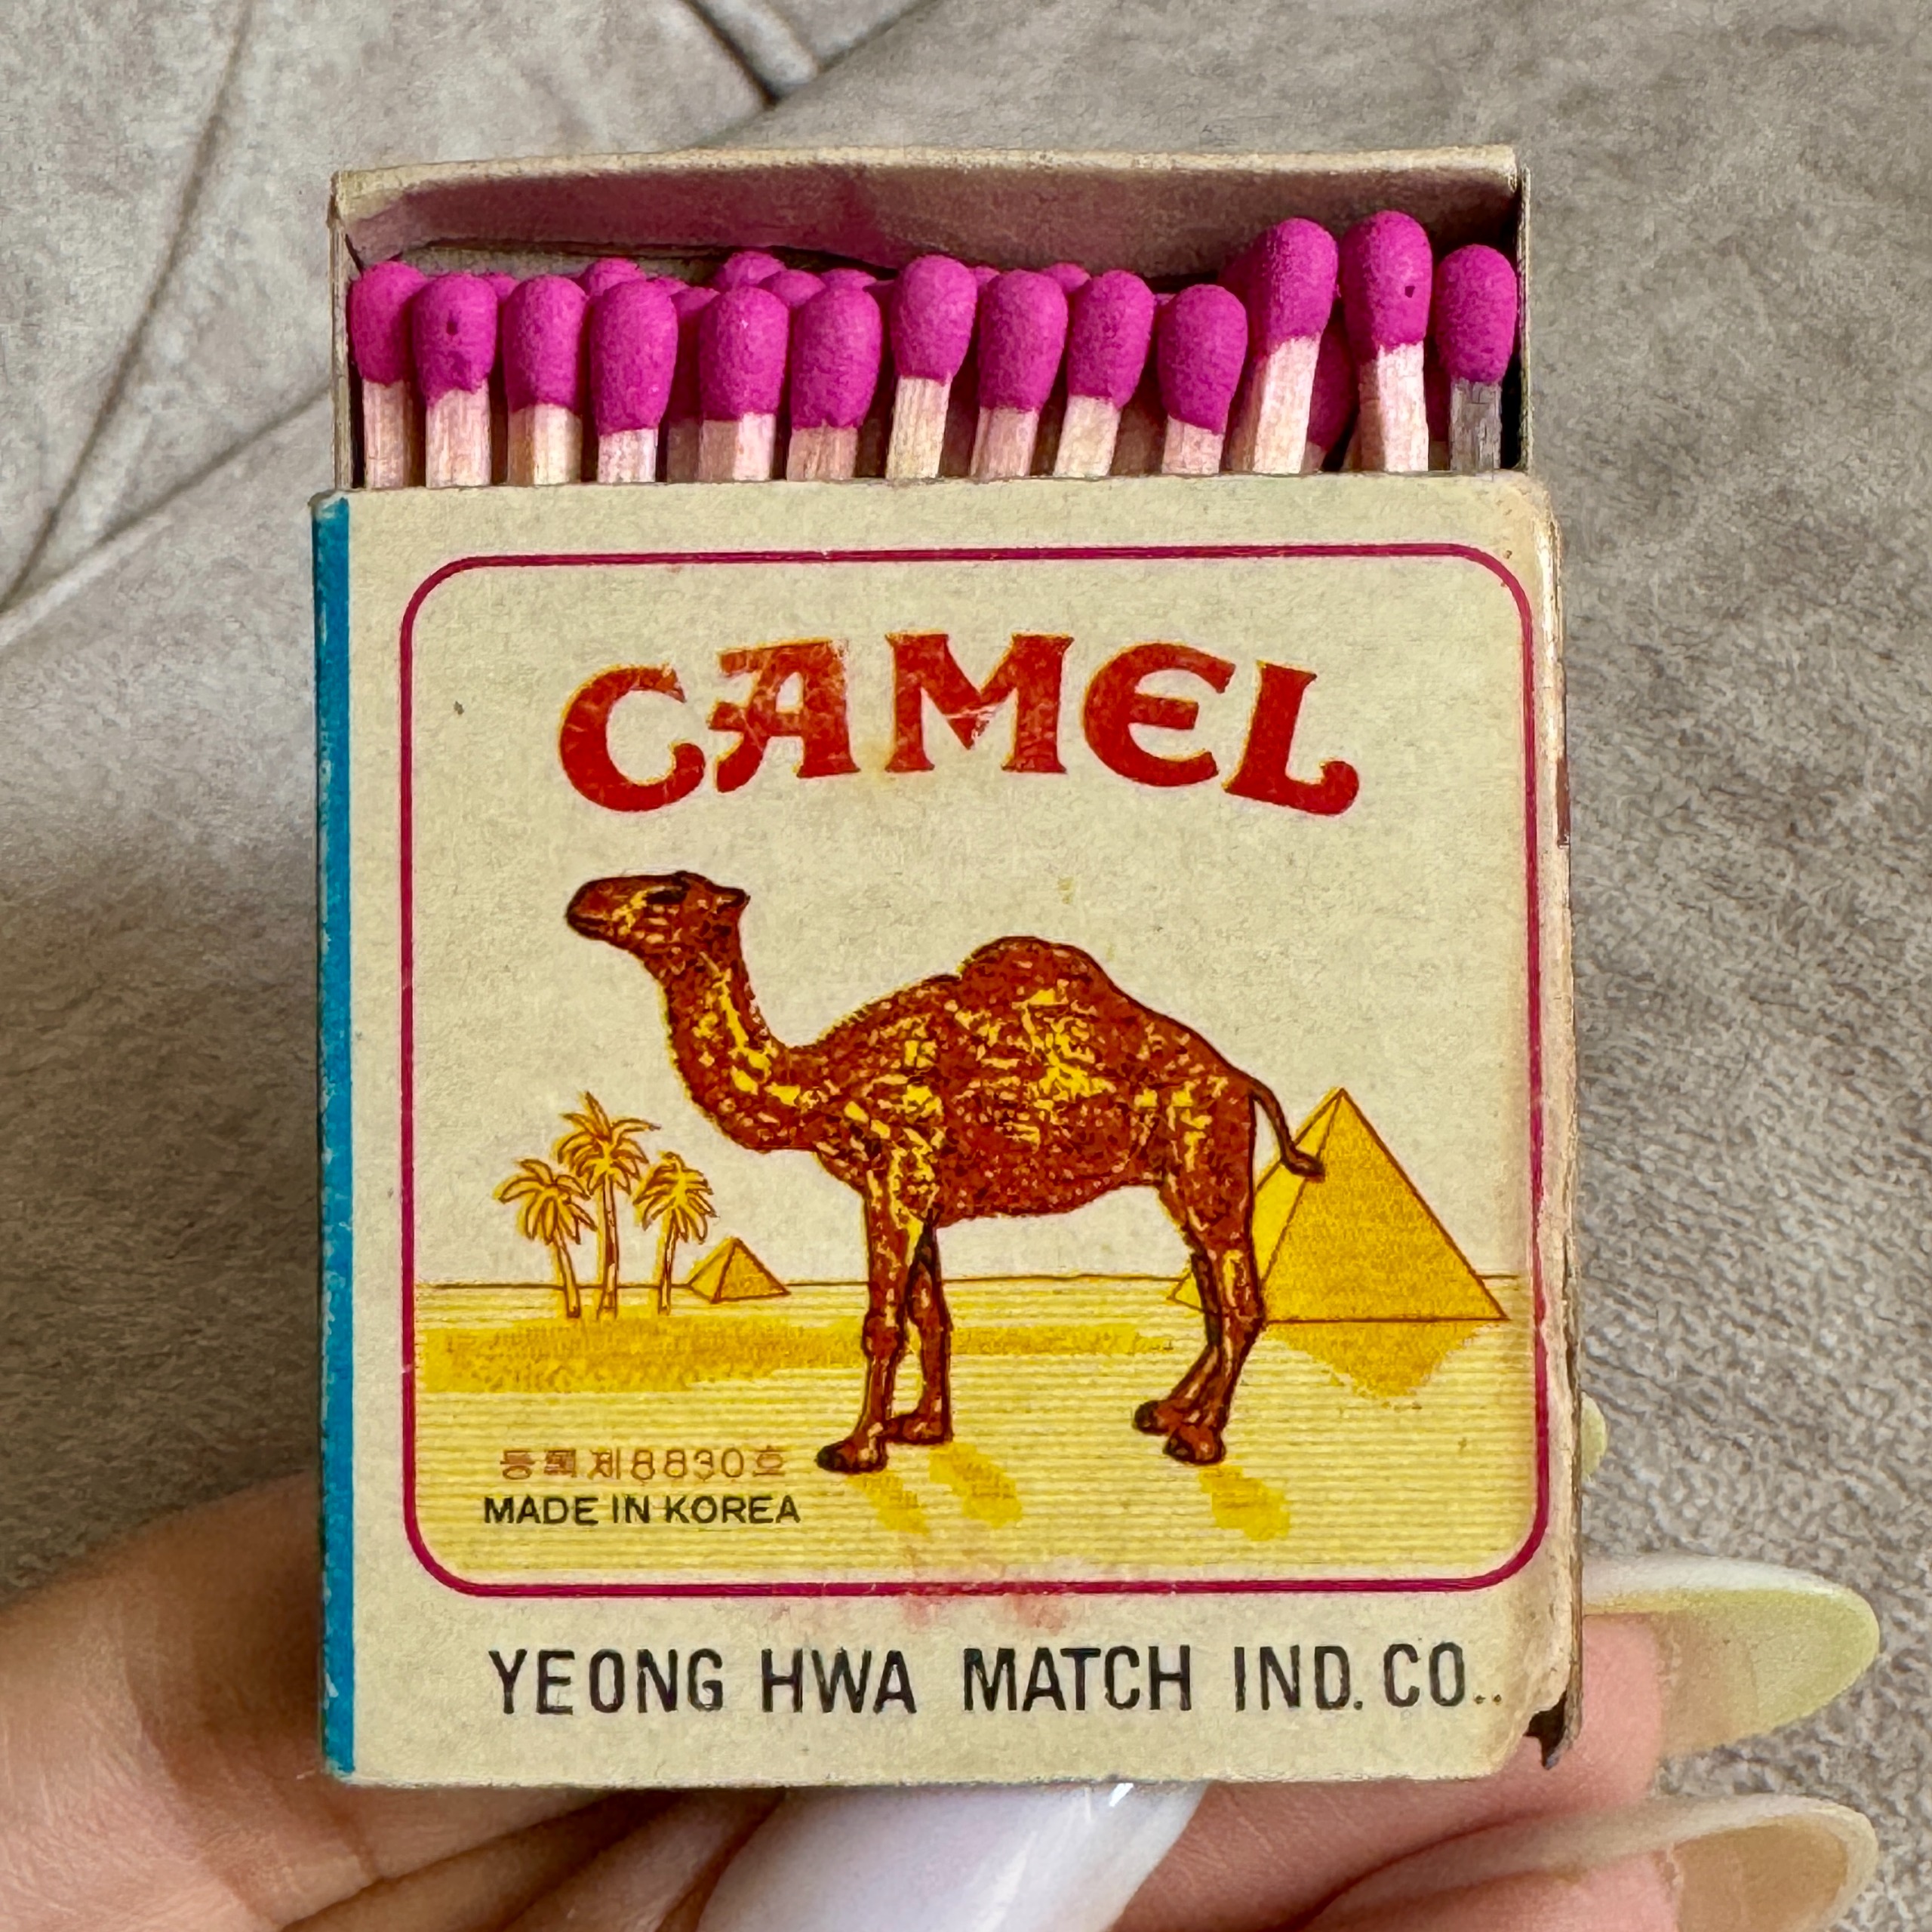 CAMEL
등록 제8830호
MADE IN KOREA
YEONG HWA MATCH IND. CO..